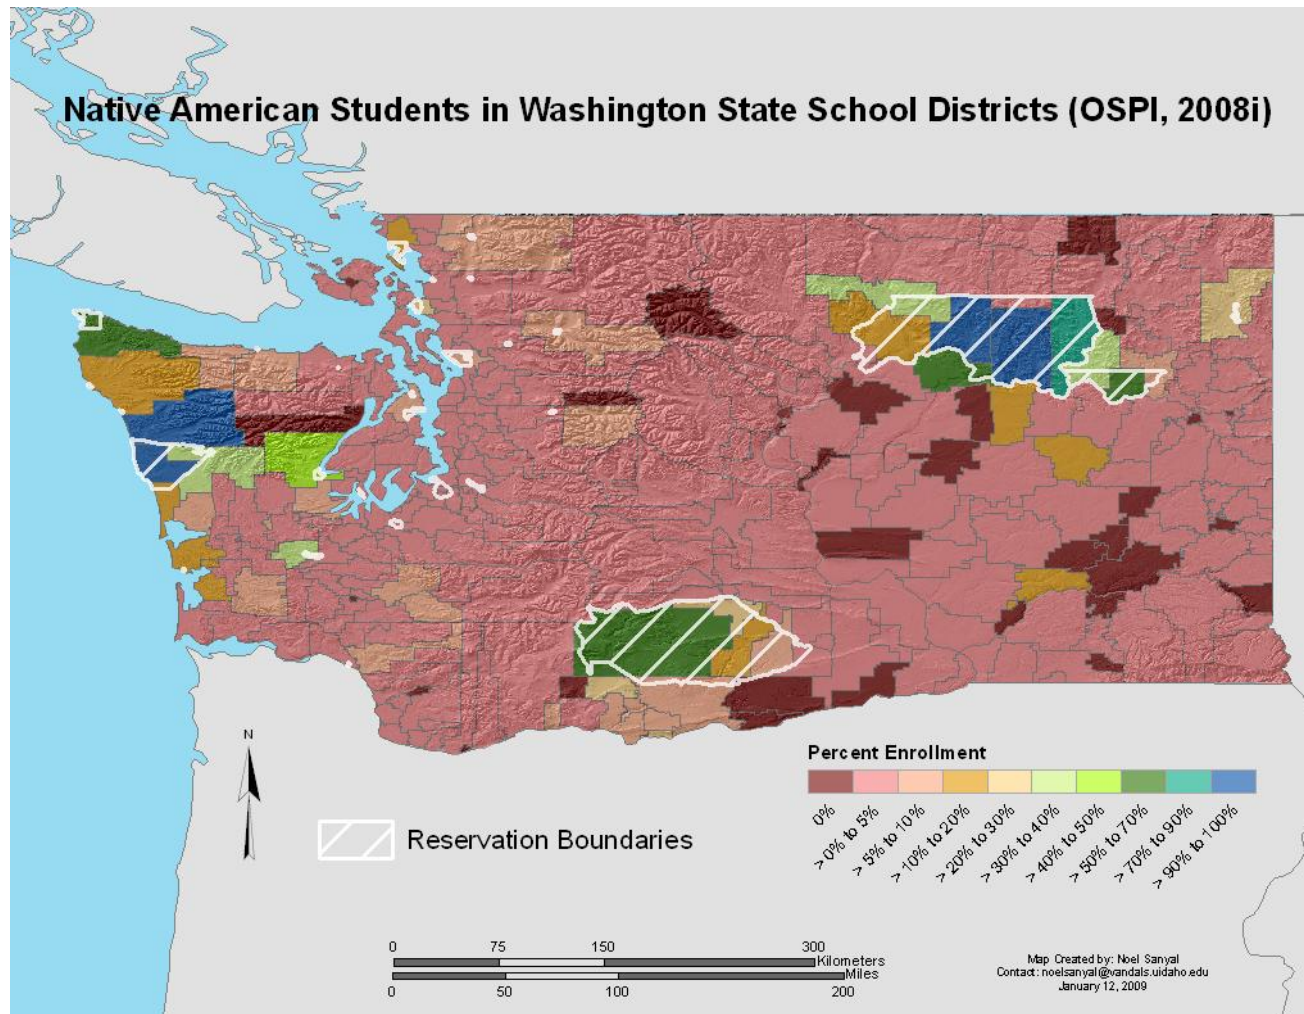 Native American Students in Washington State School Districts (OSPI, 2008i)
N
Percent Enrollment
0%
> 0% to 5%
> 5% to 10%
> 10% to 20%
> 20% to 30%
> 30% to 40%
> 40% to 50%
> 50% to 70%
> 70% to 90%
> 90% to 100%
Reservation Boundaries
0 75 150 300
Kilometers
Miles
0 50 100 200
Map Created by: Noel Sanyal
Contact: noelsanyal@vandals.uidaho.edu
January 12, 2009